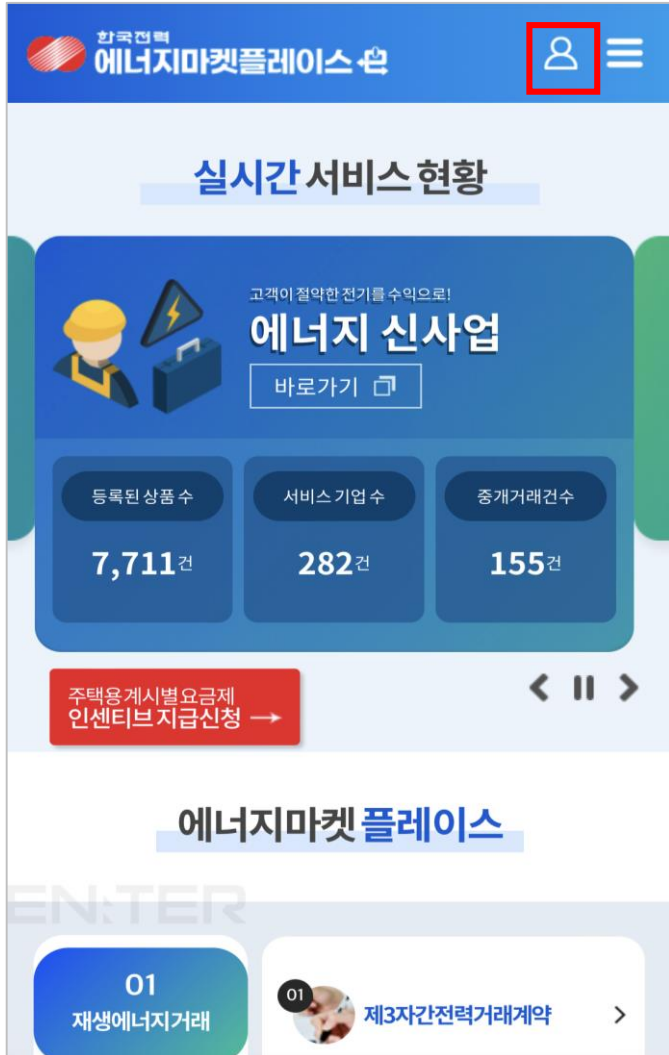 한국전력
에너지마켓플레이스
실시간 서비스 현황
고객이 절약한 전기를 수익으로!
에너지 신사업
바로가기
등록된 상품 수
서비스 기업 수
중개거래건수
7,711건
282건
155건
주택용계시별요금제
인센티브 지급신청 →
에너지마켓 플레이스
EN:TER
01
재생에너지거래
01
제3자간전력거래계약